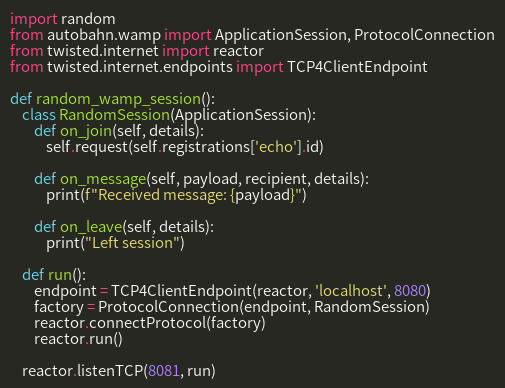 import random
from autobahn.wamp import ApplicationSession, ProtocolConnection
from twisted.internet import reactor
from twisted.internet.endpoints import TCP4ClientEndpoint

def random_wamp_session():
    class RandomSession(ApplicationSession):
        def on_join(self, details):
            self.request(self.registrations['echo'].id)

        def on_message(self, payload, recipient, details):
            print(f"Received message: {payload}")

        def on_leave(self, details):
            print("Left session")

    def run():
        endpoint = TCP4ClientEndpoint(reactor, 'localhost', 8080)
        factory = ProtocolConnection(endpoint, RandomSession)
        reactor.connectProtocol(factory)
        reactor.run()

    reactor.listenTCP(8081, run)